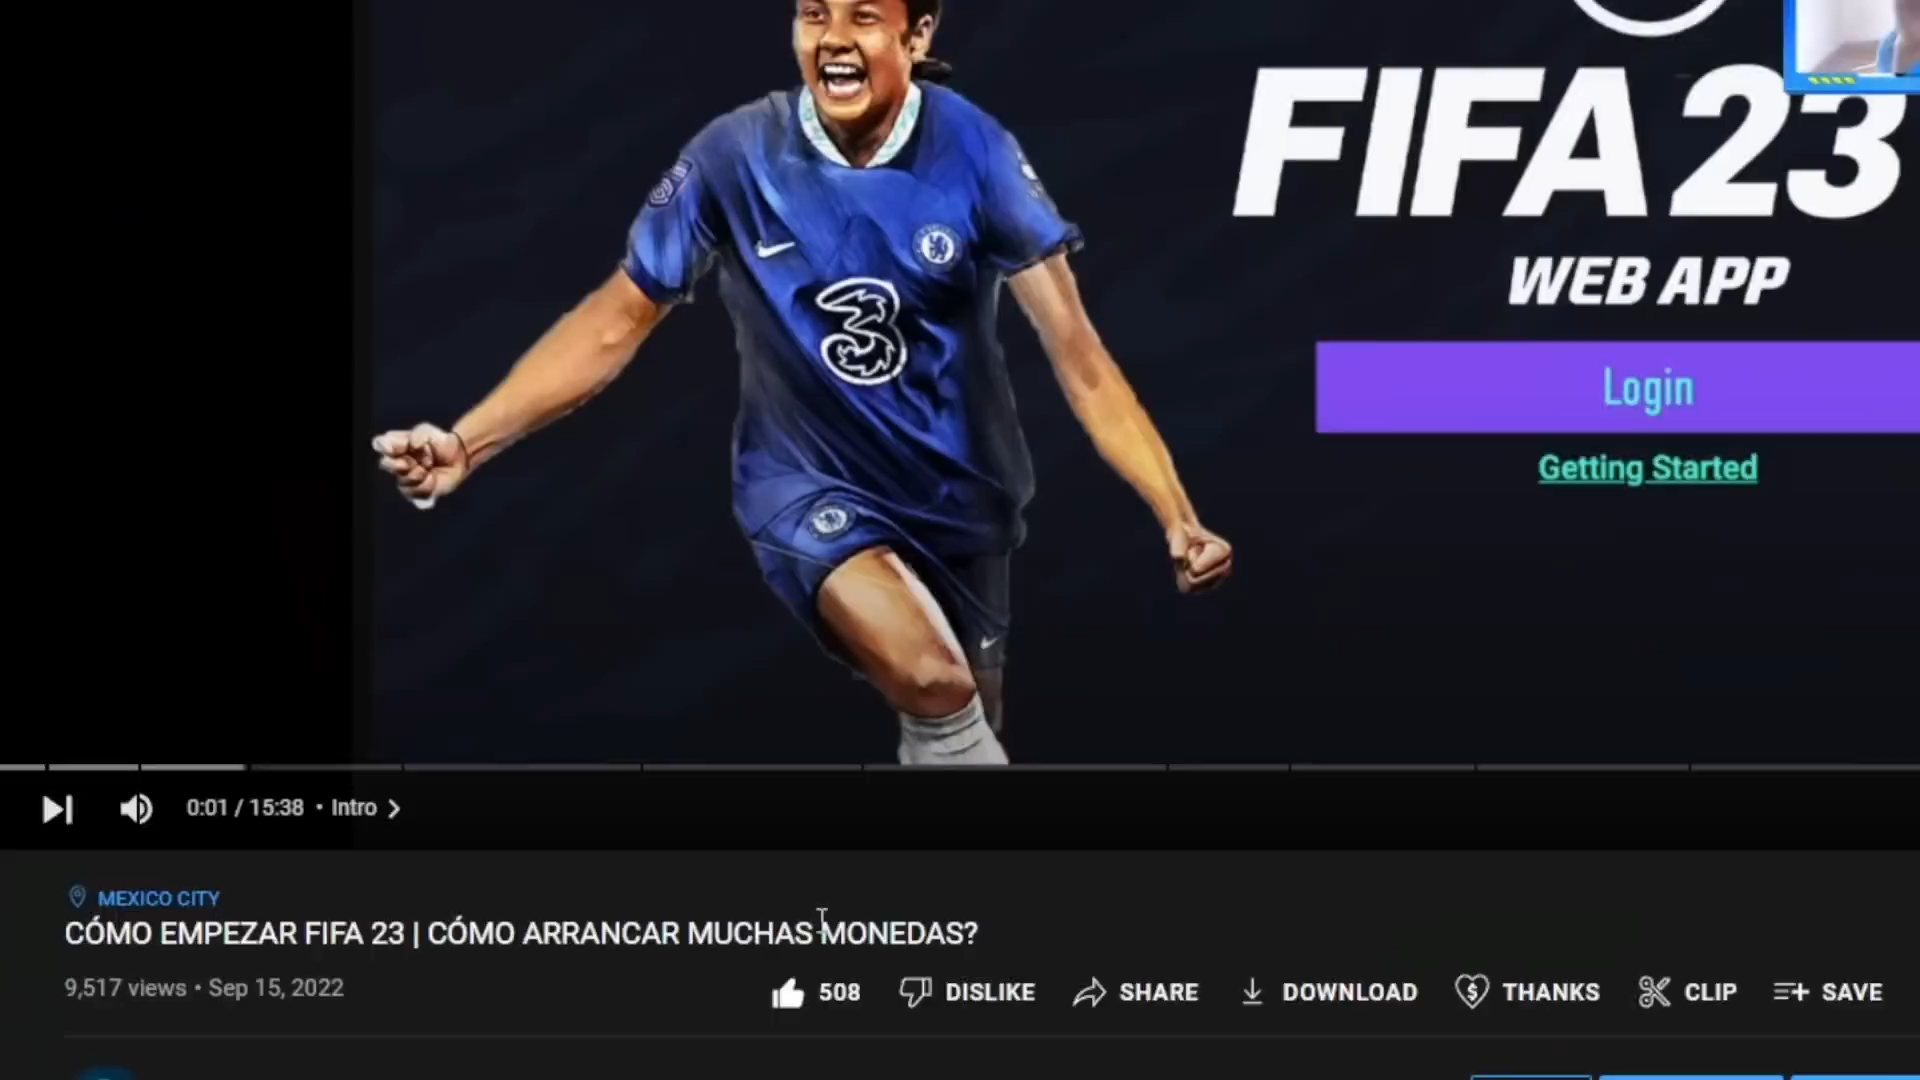 FIFA 23
WEB APP
Login
Getting Started
3
0:01 / 15:38 • Intro
MEXICO CITY
CÓMO EMPEZAR FIFA 23 | CÓMO ARRANCAR MUCHAS MONEDAS?
9,517 views • Sep 15, 2022
508 DISLIKE SHARE DOWNLOAD THANKS CLIP SAVE